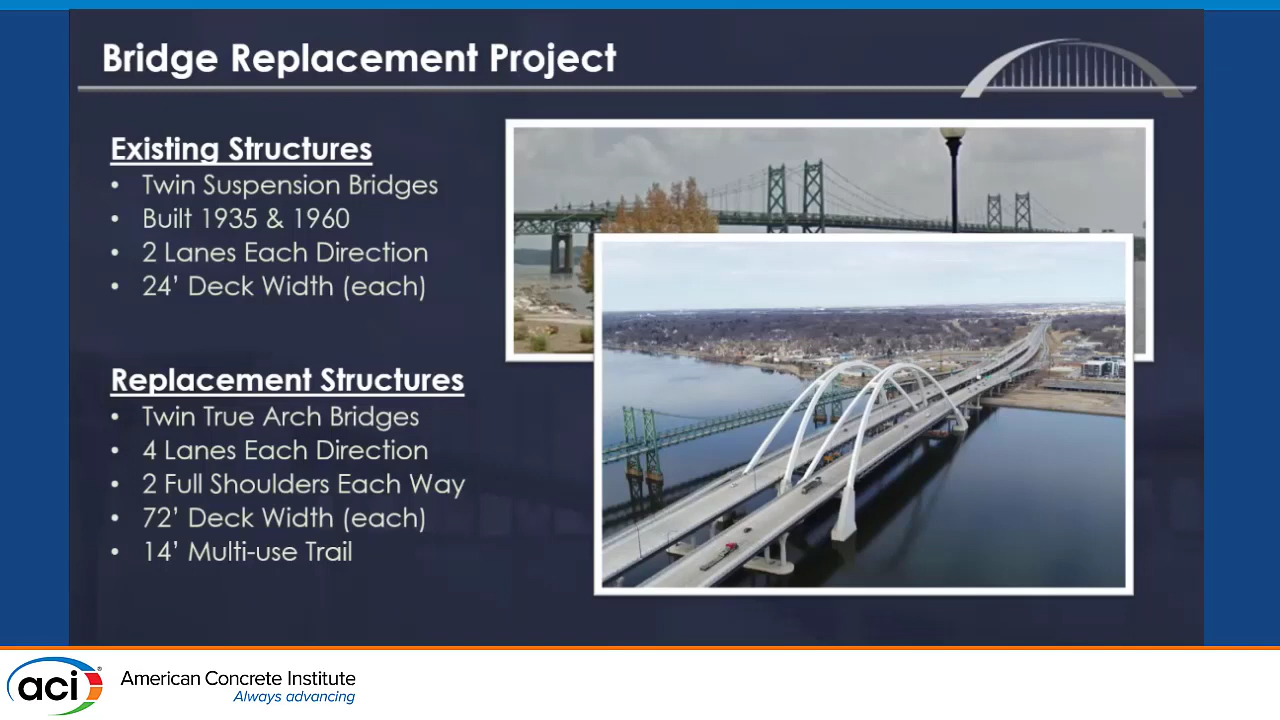 Bridge Replacement Project
Existing Structures
• Twin Suspension Bridges
• Built 1935 & 1960
• 2 Lanes Each Direction
• 24’ Deck Width (each)
Replacement Structures
• Twin True Arch Bridges
• 4 Lanes Each Direction
• 2 Full Shoulders Each Way
• 72’ Deck Width (each)
• 14’ Multi-use Trail
aci®
American Concrete Institute
Always advancing